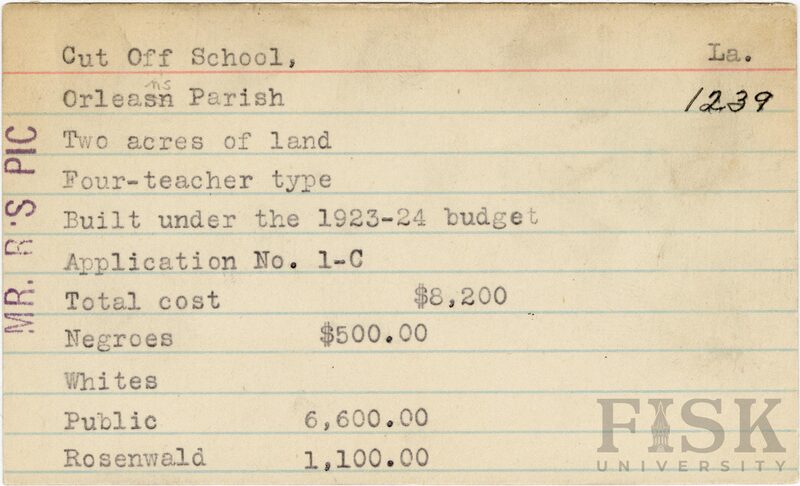 Cut Off School, La.
Orleasn Parish 1239
ns
Two acres of land
Four-teacher type
Built under the 1923-24 budget
Application No. 1-C
Total cost $8,200
Negroes $500.00
Whites
Public 6,600.00
Rosenwald 1,100.00
MR. R'S PIC
FISK
UNIVERSITY